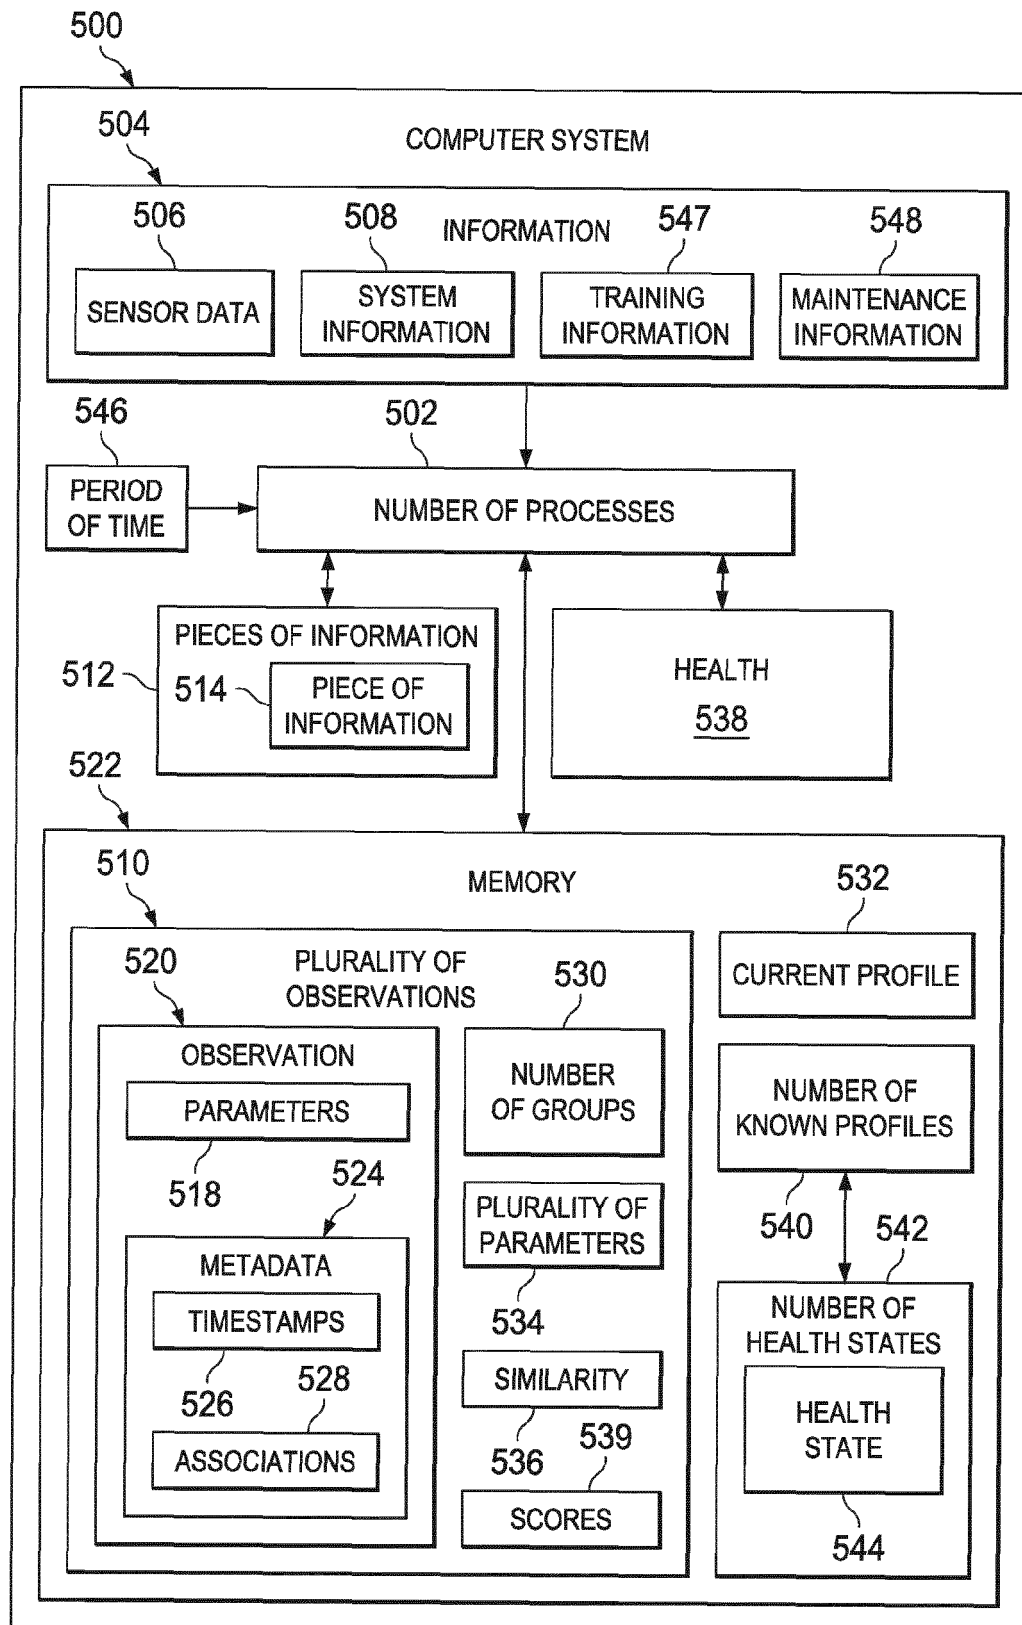 500
504
COMPUTER SYSTEM
506
508
INFORMATION
547
548
SENSOR DATA
SYSTEM
INFORMATION
TRAINING
INFORMATION
MAINTENANCE
INFORMATION
546
502
PERIOD
OF TIME
NUMBER OF PROCESSES
PIECES OF INFORMATION
512
514
PIECE OF
INFORMATION
HEALTH
538
522
510
MEMORY
532
520
PLURALITY OF
OBSERVATIONS
530
CURRENT PROFILE
OBSERVATION
PARAMETERS
518
524
NUMBER
OF GROUPS
NUMBER OF
KNOWN PROFILES
540
542
METADATA
TIMESTAMPS
526
528
ASSOCIATIONS
PLURALITY OF
PARAMETERS
534
SIMILARITY
536
539
SCORES
NUMBER OF
HEALTH STATES
HEALTH
STATE
544